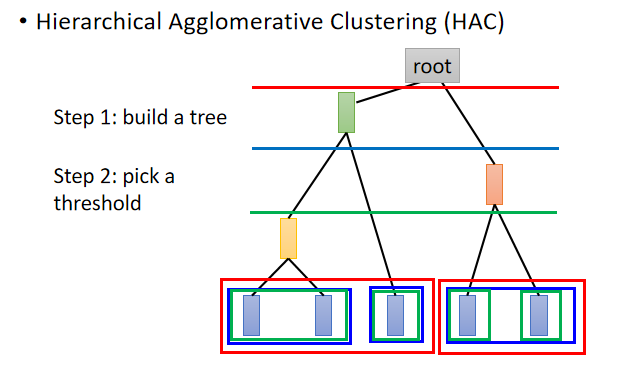 • Hierarchical Agglomerative Clustering (HAC)
root
Step 1: build a tree
Step 2: pick a
threshold